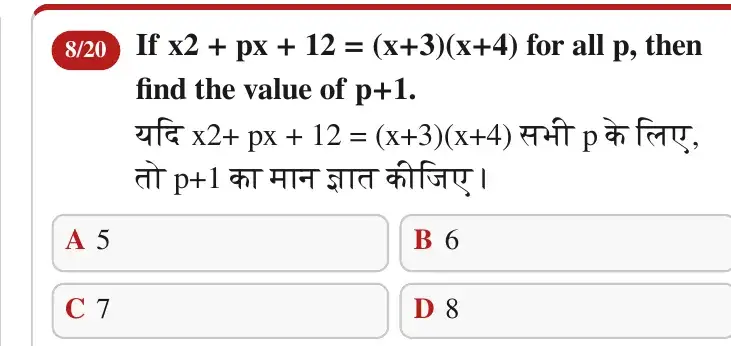 8/20 If x2 + px + 12 = (x+3)(x+4) for all p, then
find the value of p+1.
यदि x2+ px + 12 = (x+3)(x+4) सभी p के लिए,
तो p+1 का मान ज्ञात कीजिए।
A 5
B 6
C 7
D 8